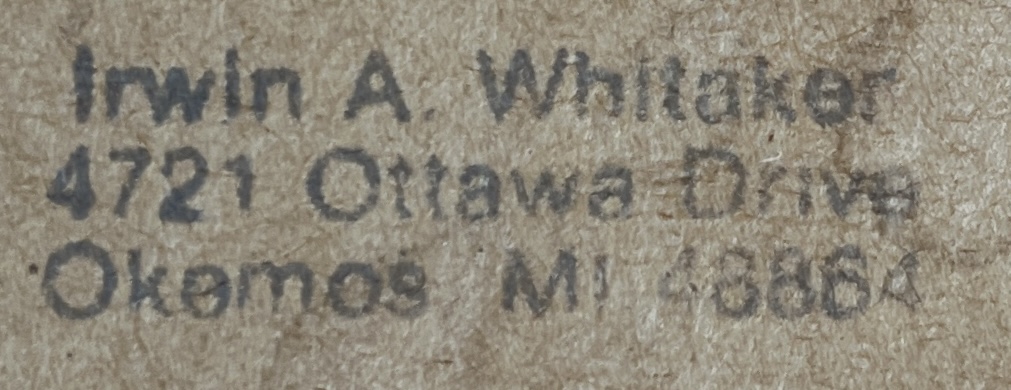 Irwin A. Whitaker
4721 Ottawa Drive
Okemos MI 48864